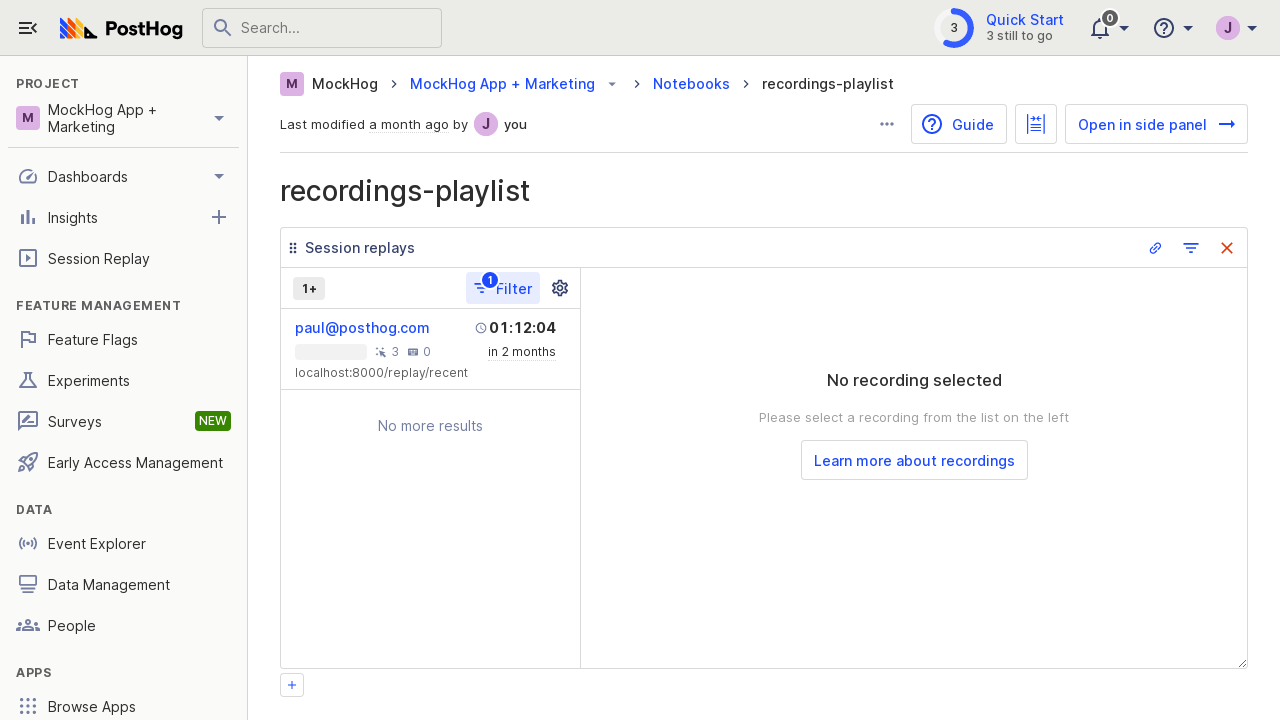 PostHog
Search...
3
Quick Start
3 still to go
0
J
PROJECT
M
MockHog App +
Marketing
Dashboards
Insights
Session Replay
FEATURE MANAGEMENT
Feature Flags
Experiments
Surveys
NEW
Early Access Management
DATA
Event Explorer
Data Management
People
APPS
Browse Apps
M MockHog
MockHog App + Marketing
Notebooks
recordings-playlist
Last modified a month ago by J you
Guide
Open in side panel
recordings-playlist
Session replays
1+
1
Filter
paul@posthog.com
01:12:04
3
0
in 2 months
localhost:8000/replay/recent
No more results
No recording selected
Please select a recording from the list on the left
Learn more about recordings